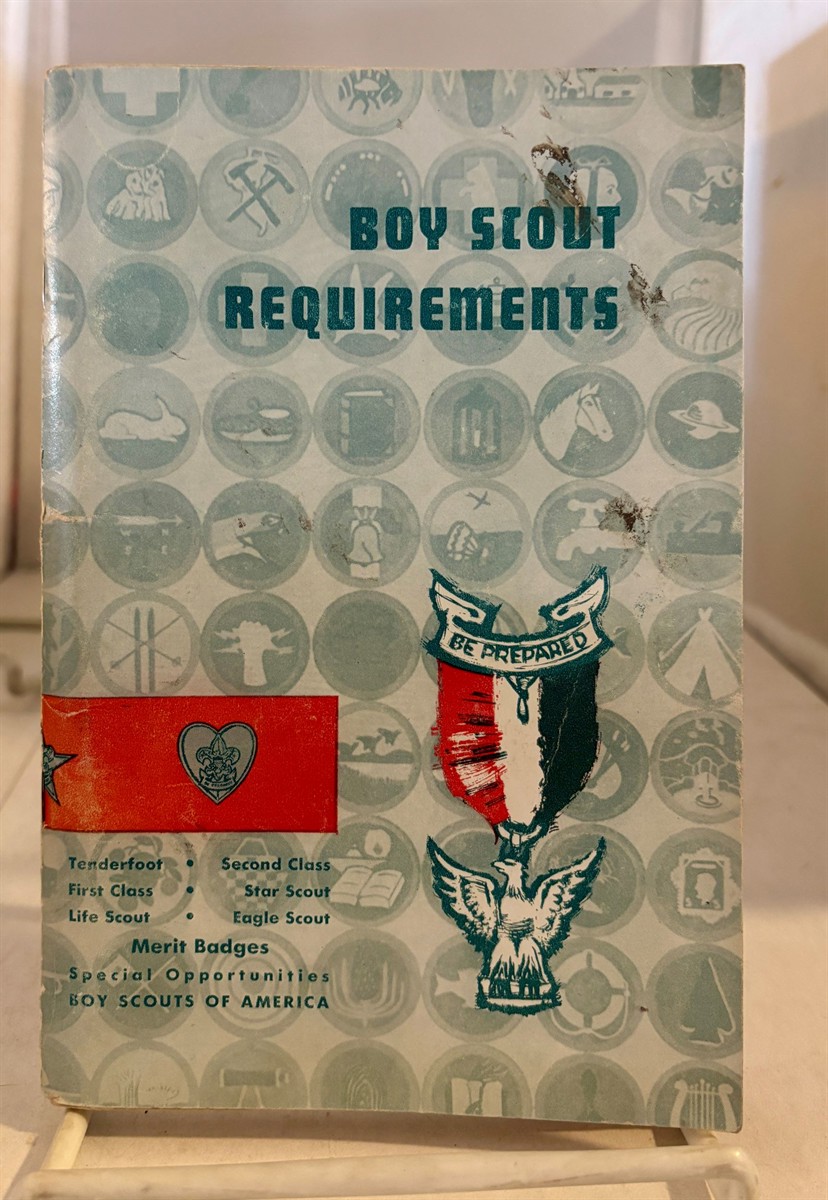 BOY SCOUT
REQUIREMENTS
BE PREPARED
Tenderfoot • Second Class
First Class • Star Scout
Life Scout • Eagle Scout
Merit Badges
Special Opportunities
BOY SCOUTS OF AMERICA